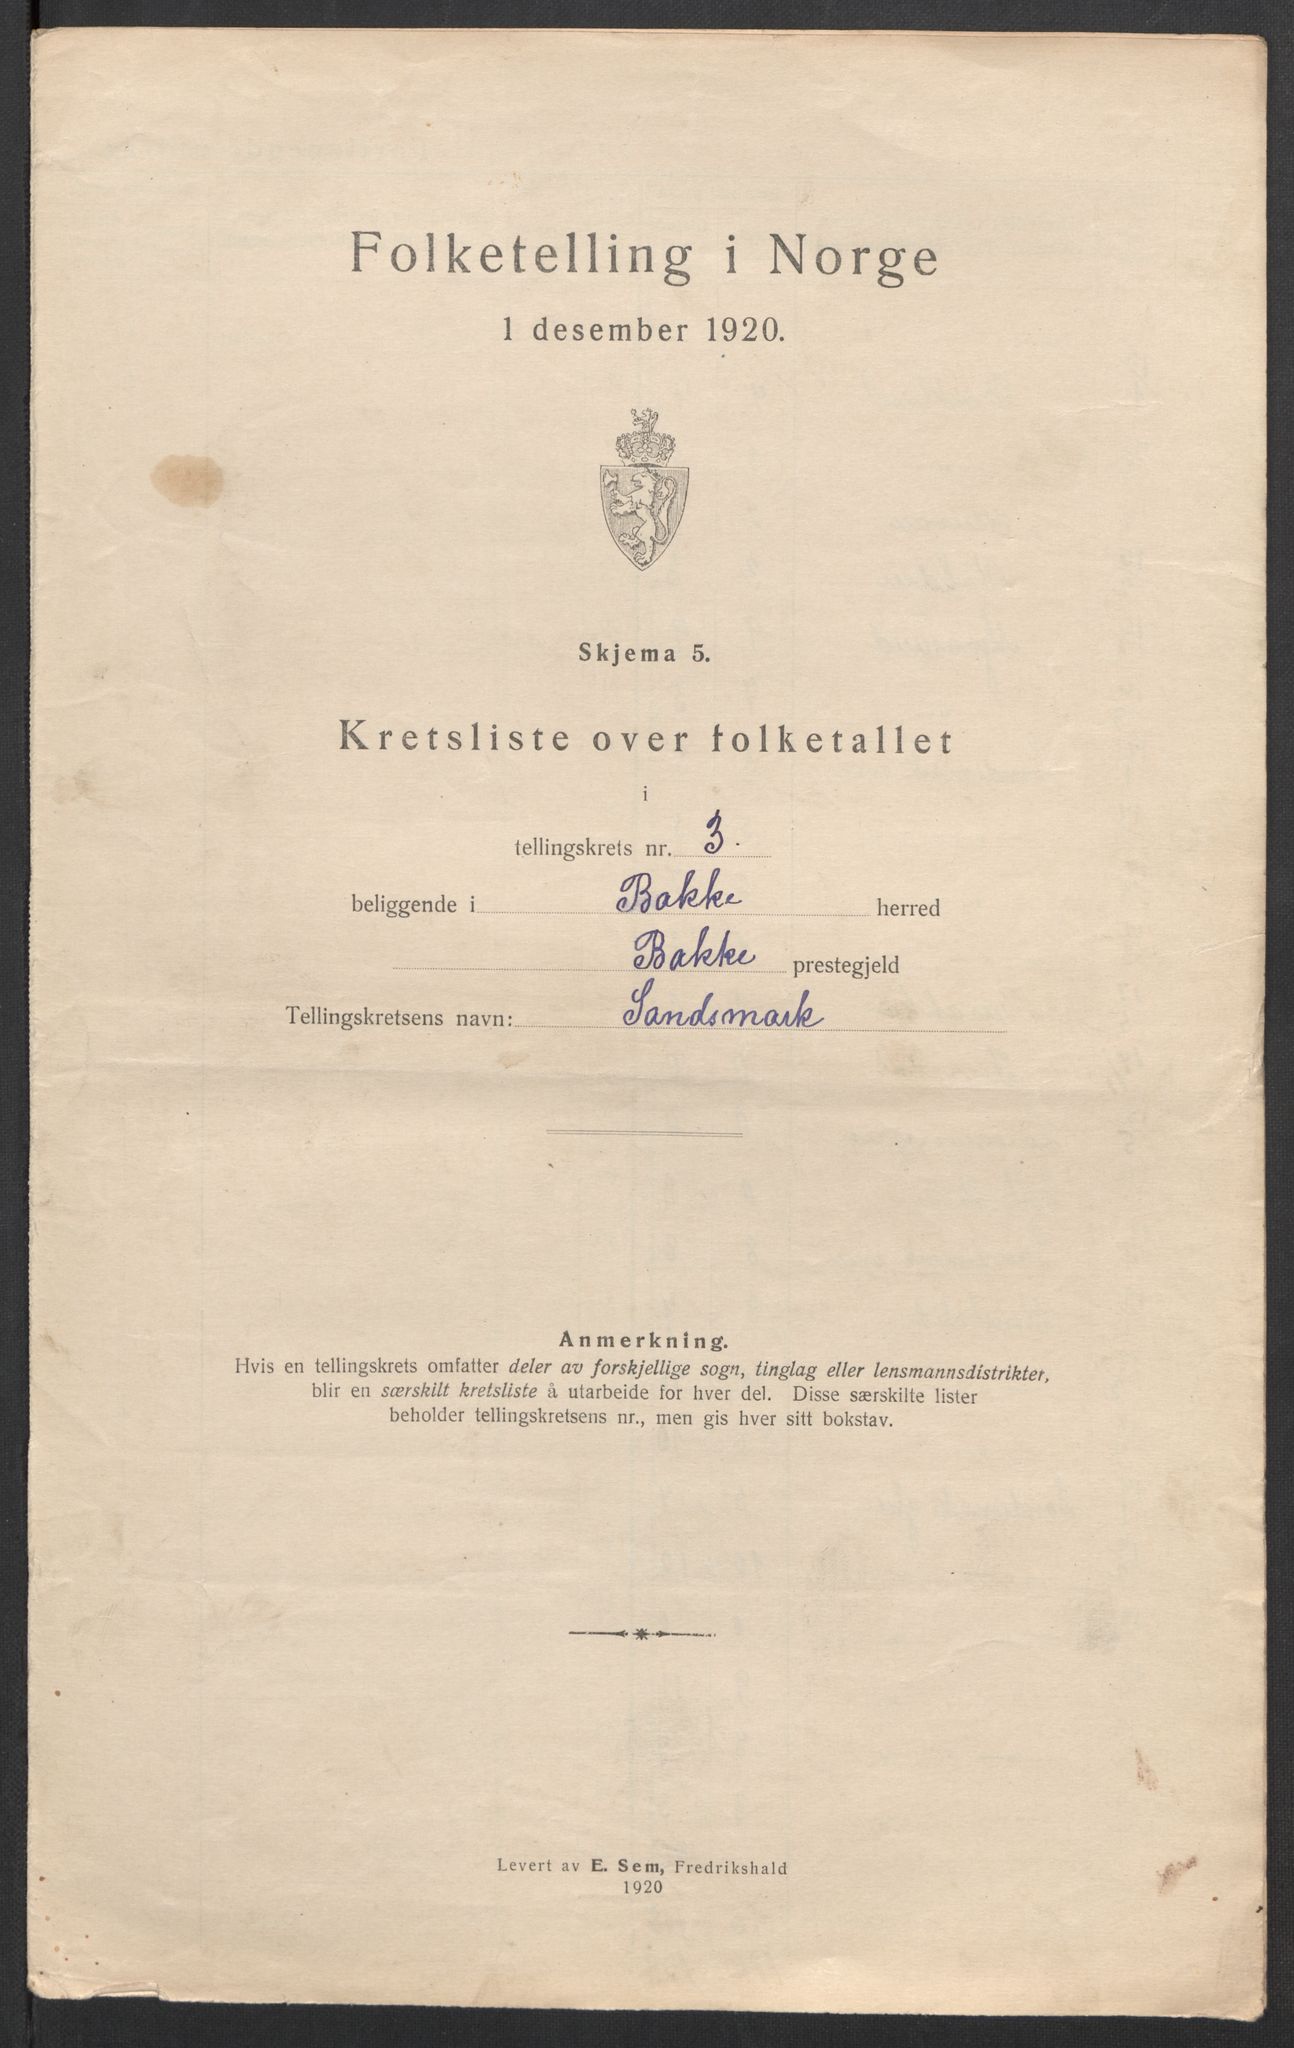 Folketelling i Norge
1 desember 1920.
Skjema 5.
Kretsliste over folketallet
i
tellingskrets nr. 3.
beliggende i Bakke herred
Bakke prestegjeld
Tellingskretsens navn: Sandsmark
Anmerkning.
Hvis en tellingskrets omfatter deler av forskjellige sogn, tinglag eller lensmannsdistrikter,
blir en særskilt kretsliste å utarbeide for hver del. Disse særskilte lister
beholder tellingskretsens nr., men gis hver sitt bokstav.
Levert av E. Sem, Fredrikshald
1920